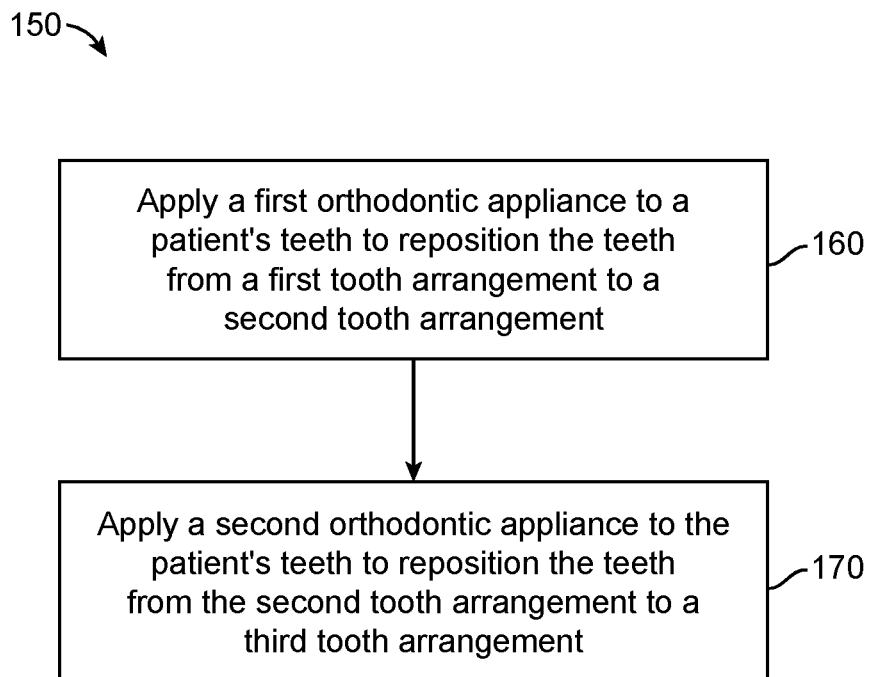 150
Apply a first orthodontic appliance to a
patient's teeth to reposition the teeth
from a first tooth arrangement to a
second tooth arrangement
160
Apply a second orthodontic appliance to the
patient's teeth to reposition the teeth
from the second tooth arrangement to a
third tooth arrangement
170